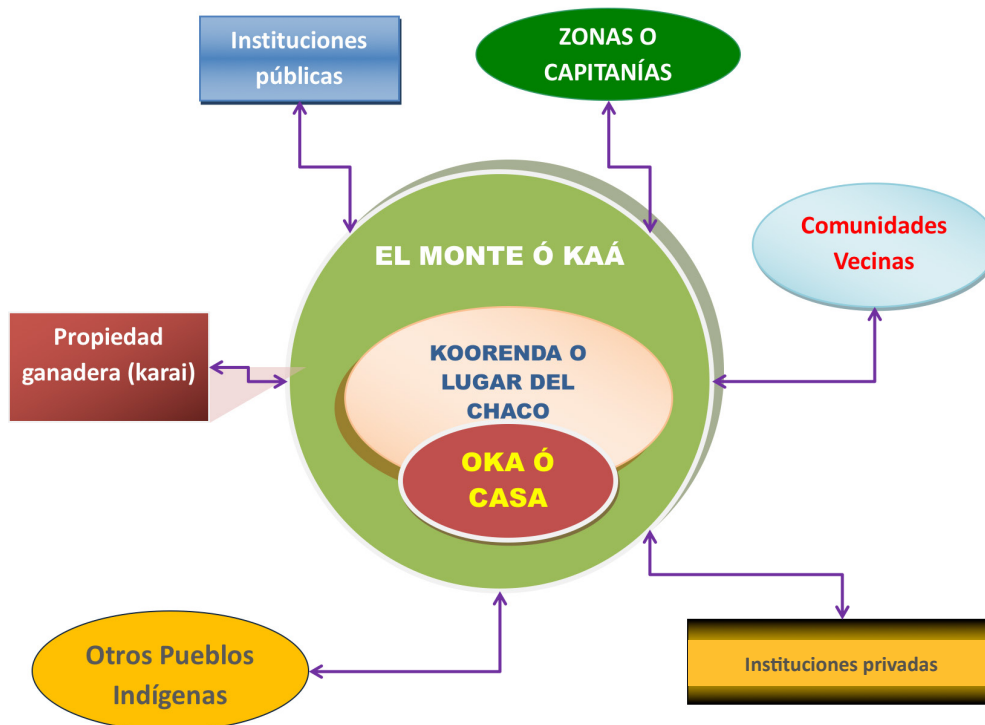 Instituciones
públicas
ZONAS O
CAPITANÍAS
EL MONTE Ó KAÁ
Comunidades
Vecinas
Propiedad
ganadera (karai)
KOORENDA O
LUGAR DEL
CHACO
OKA Ó
CASA
Otros Pueblos
Indígenas
Instituciones privadas